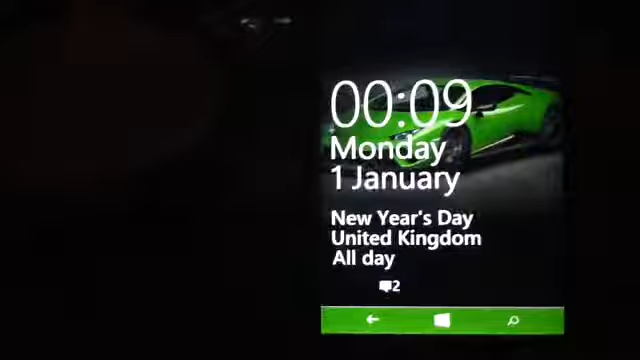 00:09
Monday
1 January
New Year's Day
United Kingdom
All day
2